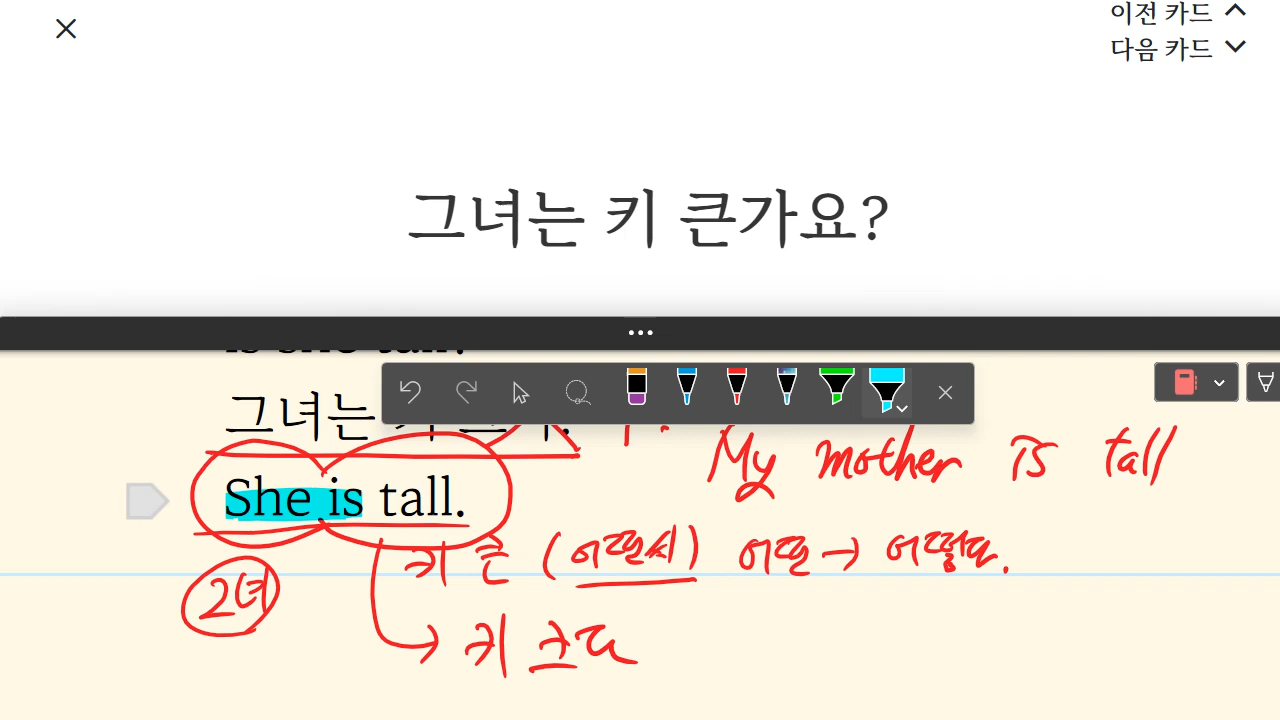 이전 카드
다음 카드
그녀는 키 큰가요?
그녀는
My mother is tall
She is tall.
키 큰 (어떤씨) 어떤 → 어떻다.
그녀
→ 키 크다